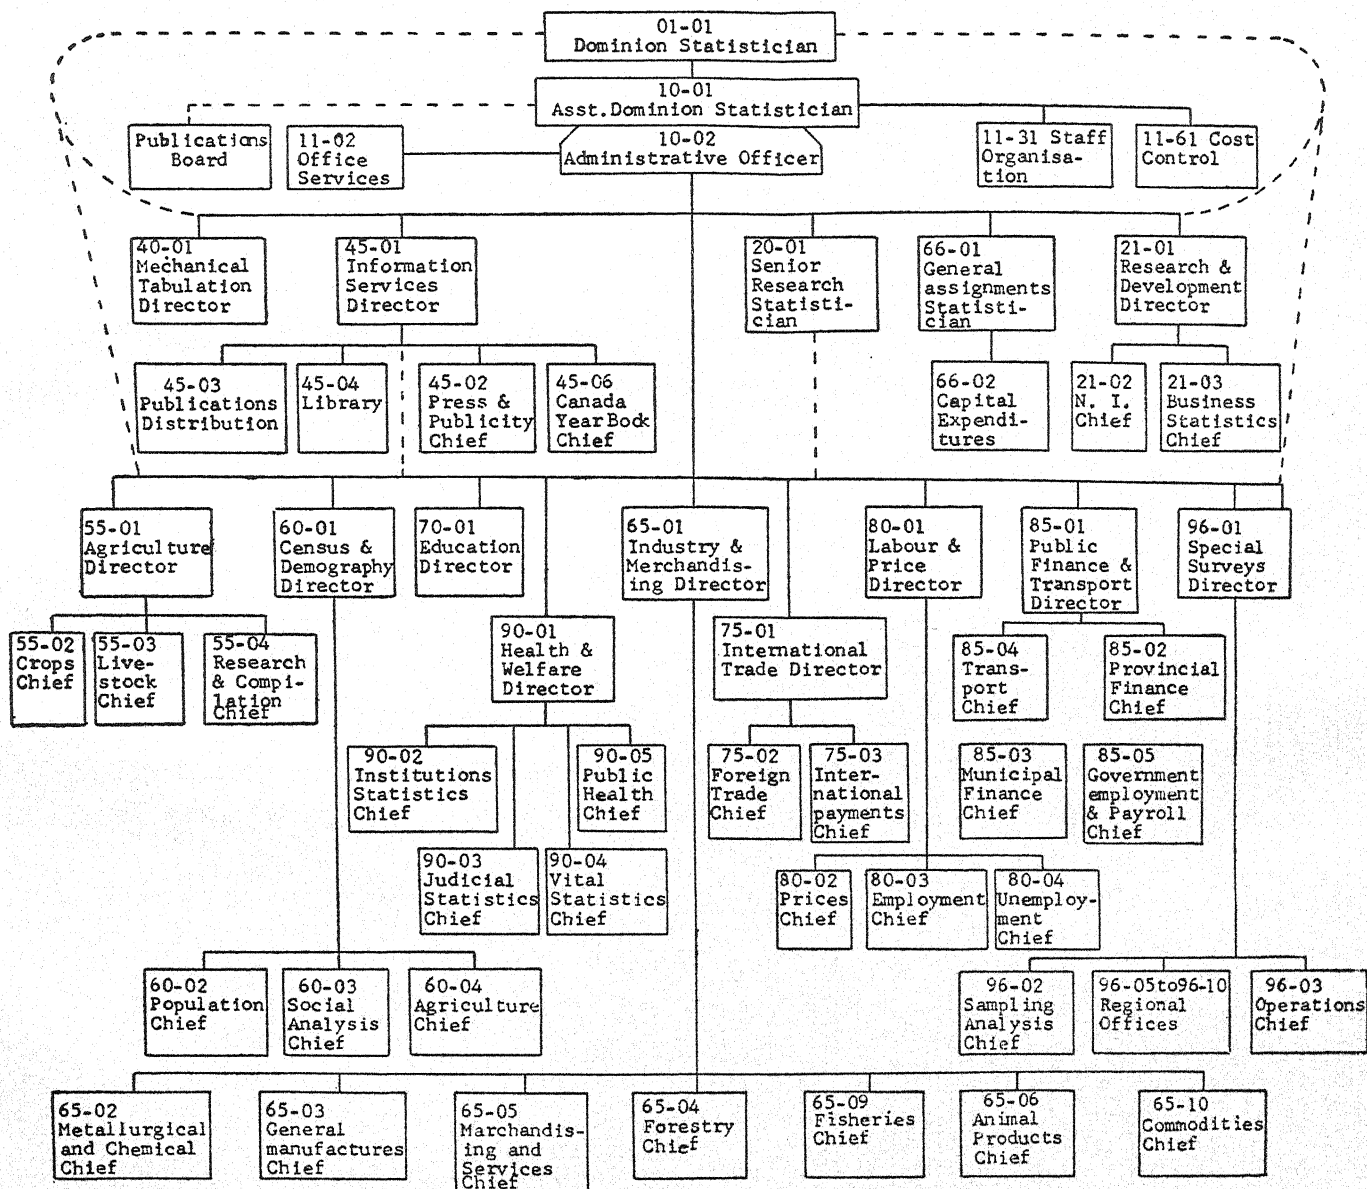 01-01
Dominion Statistician
10-01
Asst.Dominion Statistician
Publications
Board
11-02
Office
Services
10-02
Administrative Officer
11-31 Staff
Organisa-
tion
11-61 Cost
Control
40-01
Mechanical
Tabulation
Director
45-01
Information
Services
Director
20-01
Senior
Research
Statisti-
cian
66-01
General
assignments
Statisti-
cian
21-01
Research &
Development
Director
45-03
Publications
Distribution
45-04
Library
45-02
Press &
Publicity
Chief
45-06
Canada
YearBook
Chief
66-02
Capital
Expendi-
tures
21-02
N. I.
Chief
21-03
Business
Statistics
Chief
55-01
Agriculture
Director
60-01
Census &
Demography
Director
70-01
Education
Director
65-01
Industry &
Merchandis-
ing Director
80-01
Labour &
Price
Director
85-01
Public
Finance &
Transport
Director
96-01
Special
Surveys
Director
55-02
Crops
Chief
55-03
Live-
stock
Chief
55-04
Research
& Compi-
lation
Chief
90-01
Health &
Welfare
Director
75-01
International
Trade Director
85-04
Trans-
port
Chief
85-02
Provincial
Finance
Chief
90-02
Institutions
Statistics
Chief
90-05
Public
Health
Chief
75-02
Foreign
Trade
Chief
75-03
Inter-
national
payments
Chief
85-03
Municipal
Finance
Chief
85-05
Government
employment
& Payroll
Chief
90-03
Judicial
Statistics
Chief
90-04
Vital
Statistics
Chief
80-02
Prices
Chief
80-03
Employment
Chief
80-04
Unemploy-
ment
Chief
60-02
Population
Chief
60-03
Social
Analysis
Chief
60-04
Agriculture
Chief
96-02
Sampling
Analysis
Chief
96-05to96-10
Regional
Offices
96-03
Operations
Chief
65-02
Metallurgical
and Chemical
Chief
65-03
General
manufactures
Chief
65-05
Marchandis-
ing and
Services
Chief
65-04
Forestry
Chief
65-09
Fisheries
Chief
65-06
Animal
Products
Chief
65-10
Commodities
Chief